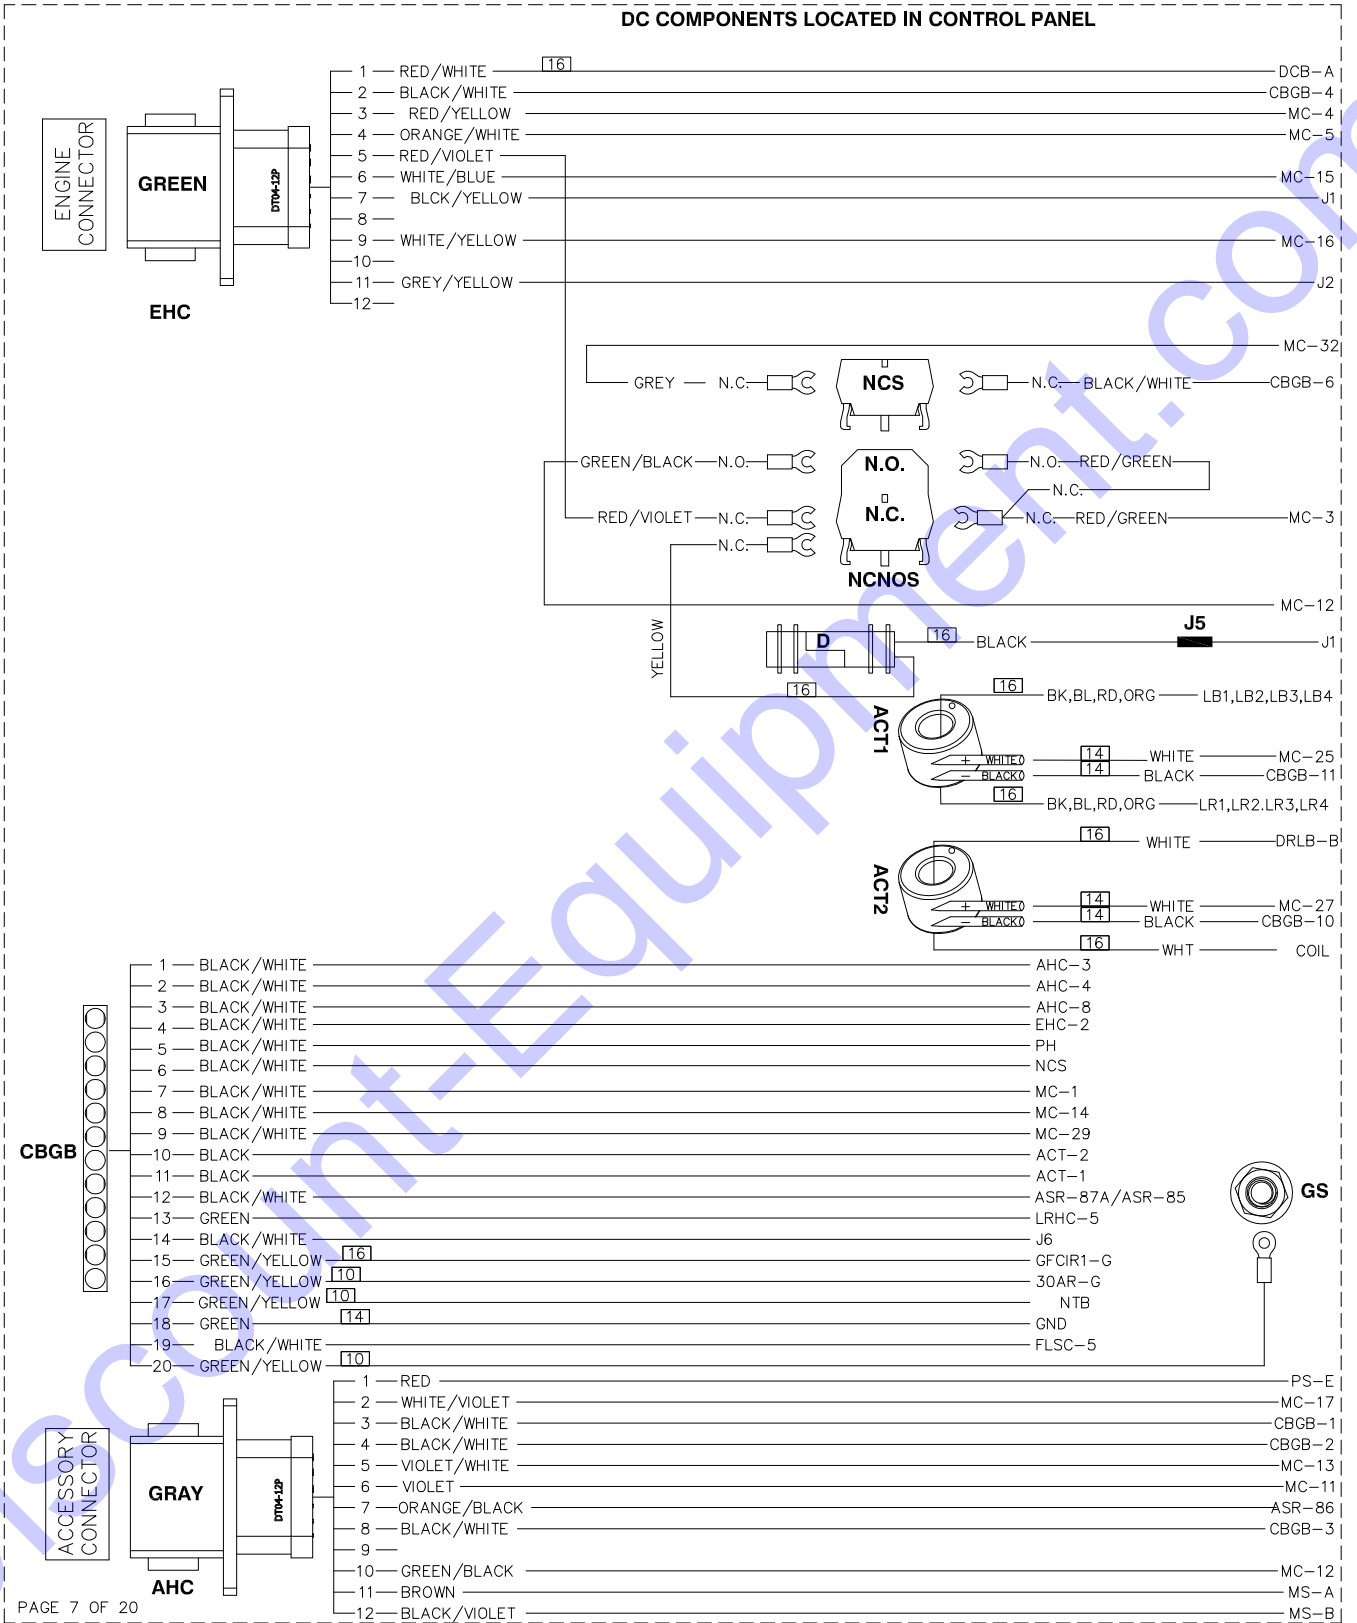 DC COMPONENTS LOCATED IN CONTROL PANEL
ENGINE CONNECTOR
GREEN
DT04-12P
EHC
1 RED/WHITE 16 DCB-A
2 BLACK/WHITE CBGB-4
3 RED/YELLOW MC-4
4 ORANGE/WHITE MC-5
5 RED/VIOLET
6 WHITE/BLUE MC-15
7 BLCK/YELLOW J1
8
9 WHITE/YELLOW MC-16
10
11 GREY/YELLOW J2
12
MC-32
GREY N.C. NCS N.C. BLACK/WHITE CBGB-6
GREEN/BLACK N.O. N.O. N.O. RED/GREEN
N.C.
RED/VIOLET N.C. N.C. N.C. RED/GREEN MC-3
N.C.
NCNOS
MC-12
YELLOW
D 16 BLACK J5 J1
16
ACT1
16 BK,BL,RD,ORG LB1,LB2,LB3,LB4
+ WHITE 14 WHITE MC-25
- BLACK 14 BLACK CBGB-11
16 BK,BL,RD,ORG LR1,LR2.LR3,LR4
ACT2
16 WHITE DRLB-B
+ WHITE 14 WHITE MC-27
- BLACK 14 BLACK CBGB-10
16 WHT COIL
CBGB
1 BLACK/WHITE AHC-3
2 BLACK/WHITE AHC-4
3 BLACK/WHITE AHC-8
4 BLACK/WHITE EHC-2
5 BLACK/WHITE PH
6 BLACK/WHITE NCS
7 BLACK/WHITE MC-1
8 BLACK/WHITE MC-14
9 BLACK/WHITE MC-29
10 BLACK ACT-2
11 BLACK ACT-1
12 BLACK/WHITE ASR-87A/ASR-85
13 GREEN LRHC-5
14 BLACK/WHITE J6
15 GREEN/YELLOW 16 GFCIR1-G
16 GREEN/YELLOW 10 30AR-G
17 GREEN/YELLOW 10 NTB
18 GREEN 14 GND
19 BLACK/WHITE FLSC-5
20 GREEN/YELLOW 10
GS
ACCESSORY CONNECTOR
GRAY
DT04-12P
AHC
1 RED PS-E
2 WHITE/VIOLET MC-17
3 BLACK/WHITE CBGB-1
4 BLACK/WHITE CBGB-2
5 VIOLET/WHITE MC-13
6 VIOLET MC-11
7 ORANGE/BLACK ASR-86
8 BLACK/WHITE CBGB-3
9
10 GREEN/BLACK MC-12
11 BROWN MS-A
12 BLACK/VIOLET MS-B
PAGE 7 OF 20
Discount-Equipment.com